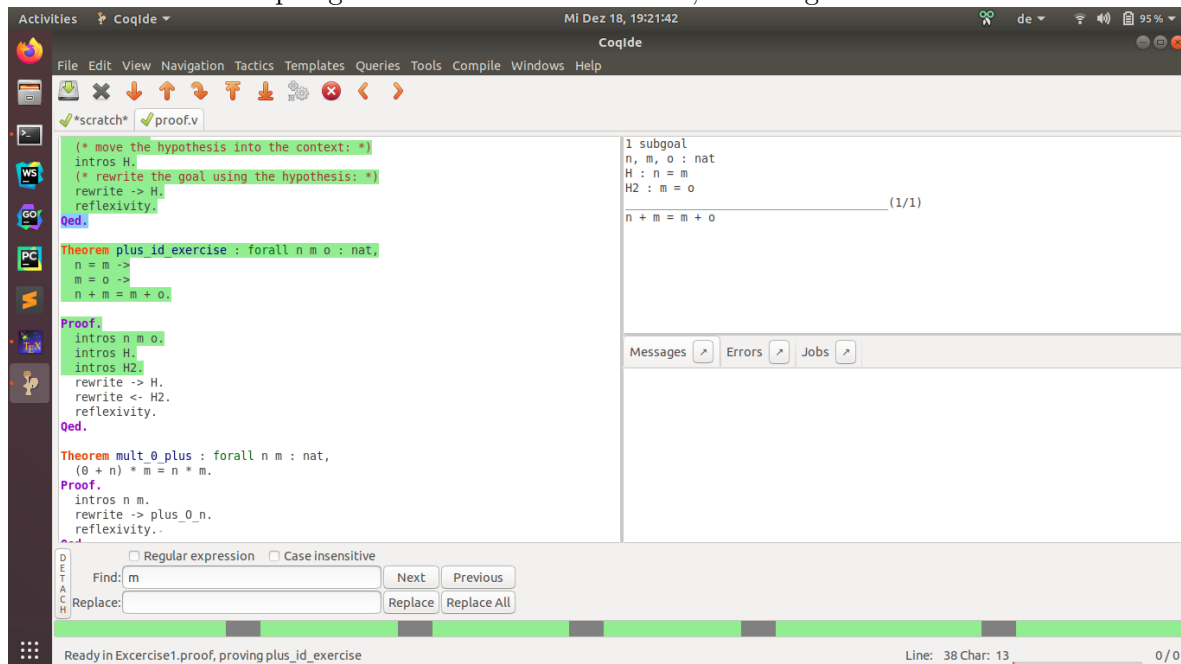 Activities CoqIde Mi Dez 18, 19:21:42 de 95%
CoqIde
File Edit View Navigation Tactics Templates Queries Tools Compile Windows Help
*scratch* proof.v
(* move the hypothesis into the context: *)
intros H.
(* rewrite the goal using the hypothesis: *)
rewrite -> H.
reflexivity.
Qed.
Theorem plus_id_exercise : forall n m o : nat,
n = m ->
m = o ->
n + m = m + o.
Proof.
intros n m o.
intros H.
intros H2.
rewrite -> H.
rewrite <- H2.
reflexivity.
Qed.
Theorem mult_0_plus : forall n m : nat,
(0 + n) * m = n * m.
Proof.
intros n m.
rewrite -> plus_O_n.
reflexivity.
1 subgoal
n, m, o : nat
H : n = m
H2 : m = o
(1/1)
n + m = m + o
Messages Errors Jobs
DETACH
Regular expression Case insensitive
Find: m Next Previous
Replace: Replace Replace All
Ready in Excercise1.proof, proving plus_id_exercise Line: 38 Char: 13 0 / 0
WS
GO
PC
TEX